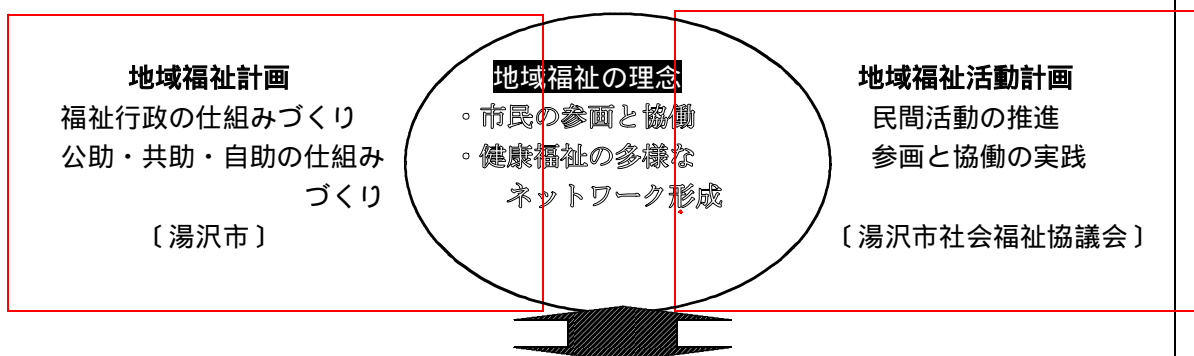 地域福祉計画
福祉行政の仕組みづくり
公助・共助・自助の仕組み
づくり
〔湯沢市〕
地域福祉の理念
・市民の参画と協働
・健康福祉の多様な
ネットワーク形成
地域福祉活動計画
民間活動の推進
参画と協働の実践
〔湯沢市社会福祉協議会〕